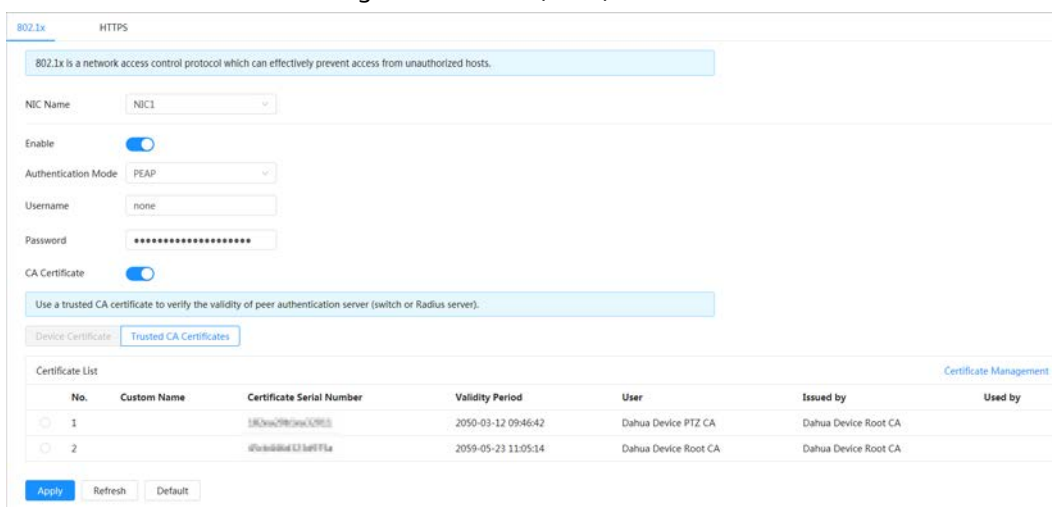 802.1x HTTPS
802.1x is a network access control protocol which can effectively prevent access from unauthorized hosts.
NIC Name NIC1
Enable
Authentication Mode PEAP
Username none
Password ••••••••••••••••••••
CA Certificate
Use a trusted CA certificate to verify the validity of peer authentication server (switch or Radius server).
Device Certificate Trusted CA Certificates
Certificate List Certificate Management
No. Custom Name Certificate Serial Number Validity Period User Issued by Used by
1 2050-03-12 09:46:42 Dahua Device PTZ CA Dahua Device Root CA
2 2059-05-23 11:05:14 Dahua Device Root CA Dahua Device Root CA
Apply Refresh Default